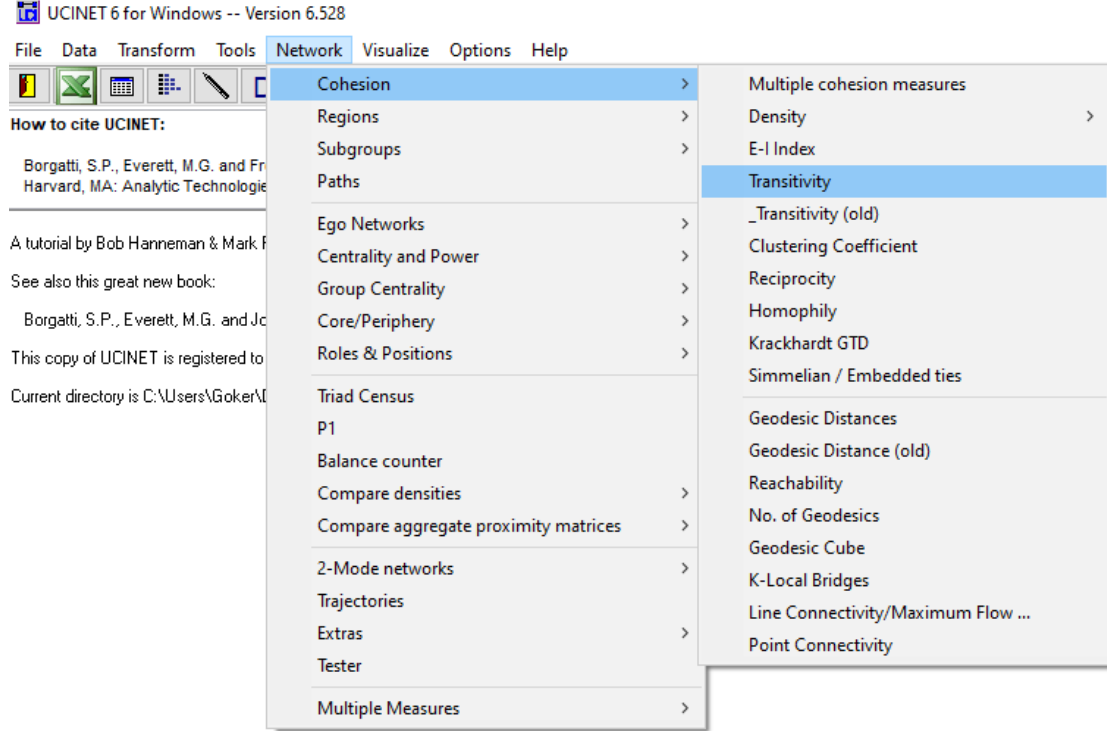 UCINET 6 for Windows -- Version 6.528
File Data Transform Tools Network Visualize Options Help
How to cite UCINET:
Borgatti, S.P., Everett, M.G. and
Harvard, MA: Analytic
A tutorial by Bob Hanneman & Mark
See also this great new book:
Borgatti, S.P., Everett, M.G. and
This copy of UCINET is registered to
Current directory is C:\Users\Goker\
Cohesion
Regions
Subgroups
Paths
Ego Networks
Centrality and Power
Group Centrality
Core/Periphery
Roles & Positions
Triad Census
P1
Balance counter
Compare densities
Compare aggregate proximity matrices
2-Mode networks
Trajectories
Extras
Tester
Multiple Measures
Multiple cohesion measures
Density
E-I Index
Transitivity
_Transitivity (old)
Clustering Coefficient
Reciprocity
Homophily
Krackhardt GTD
Simmelian / Embedded ties
Geodesic Distances
Geodesic Distance (old)
Reachability
No. of Geodesics
Geodesic Cube
K-Local Bridges
Line Connectivity/Maximum Flow ...
Point Connectivity